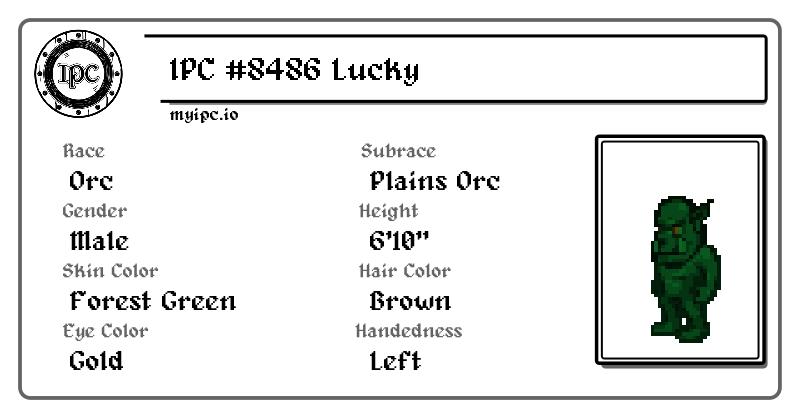 IPC
IPC #8486 Lucky
myipc.io
Race
Orc
Subrace
Plains Orc
Gender
Male
Height
6'10"
Skin Color
Forest Green
Hair Color
Brown
Eye Color
Gold
Handedness
Left